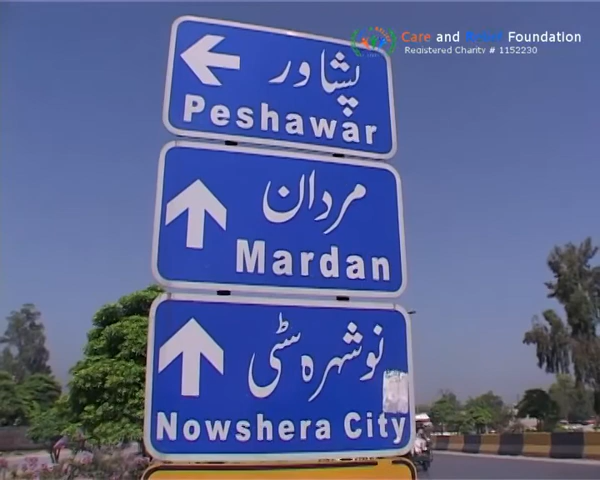 Care and Relief Foundation
Registered Charity # 1152230
پشاور
Peshawar
مردان
Mardan
نوشہرہ سٹی
Nowshera City